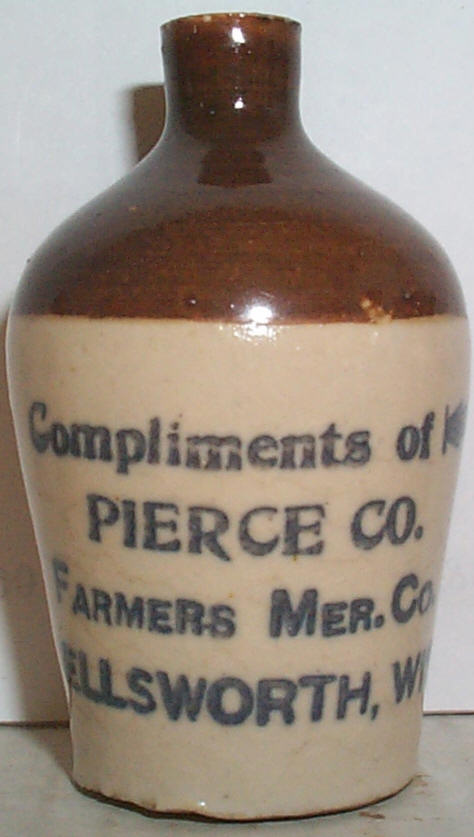 Compliments of
PIERCE CO.
FARMERS MER. Co.
ELLSWORTH, WI